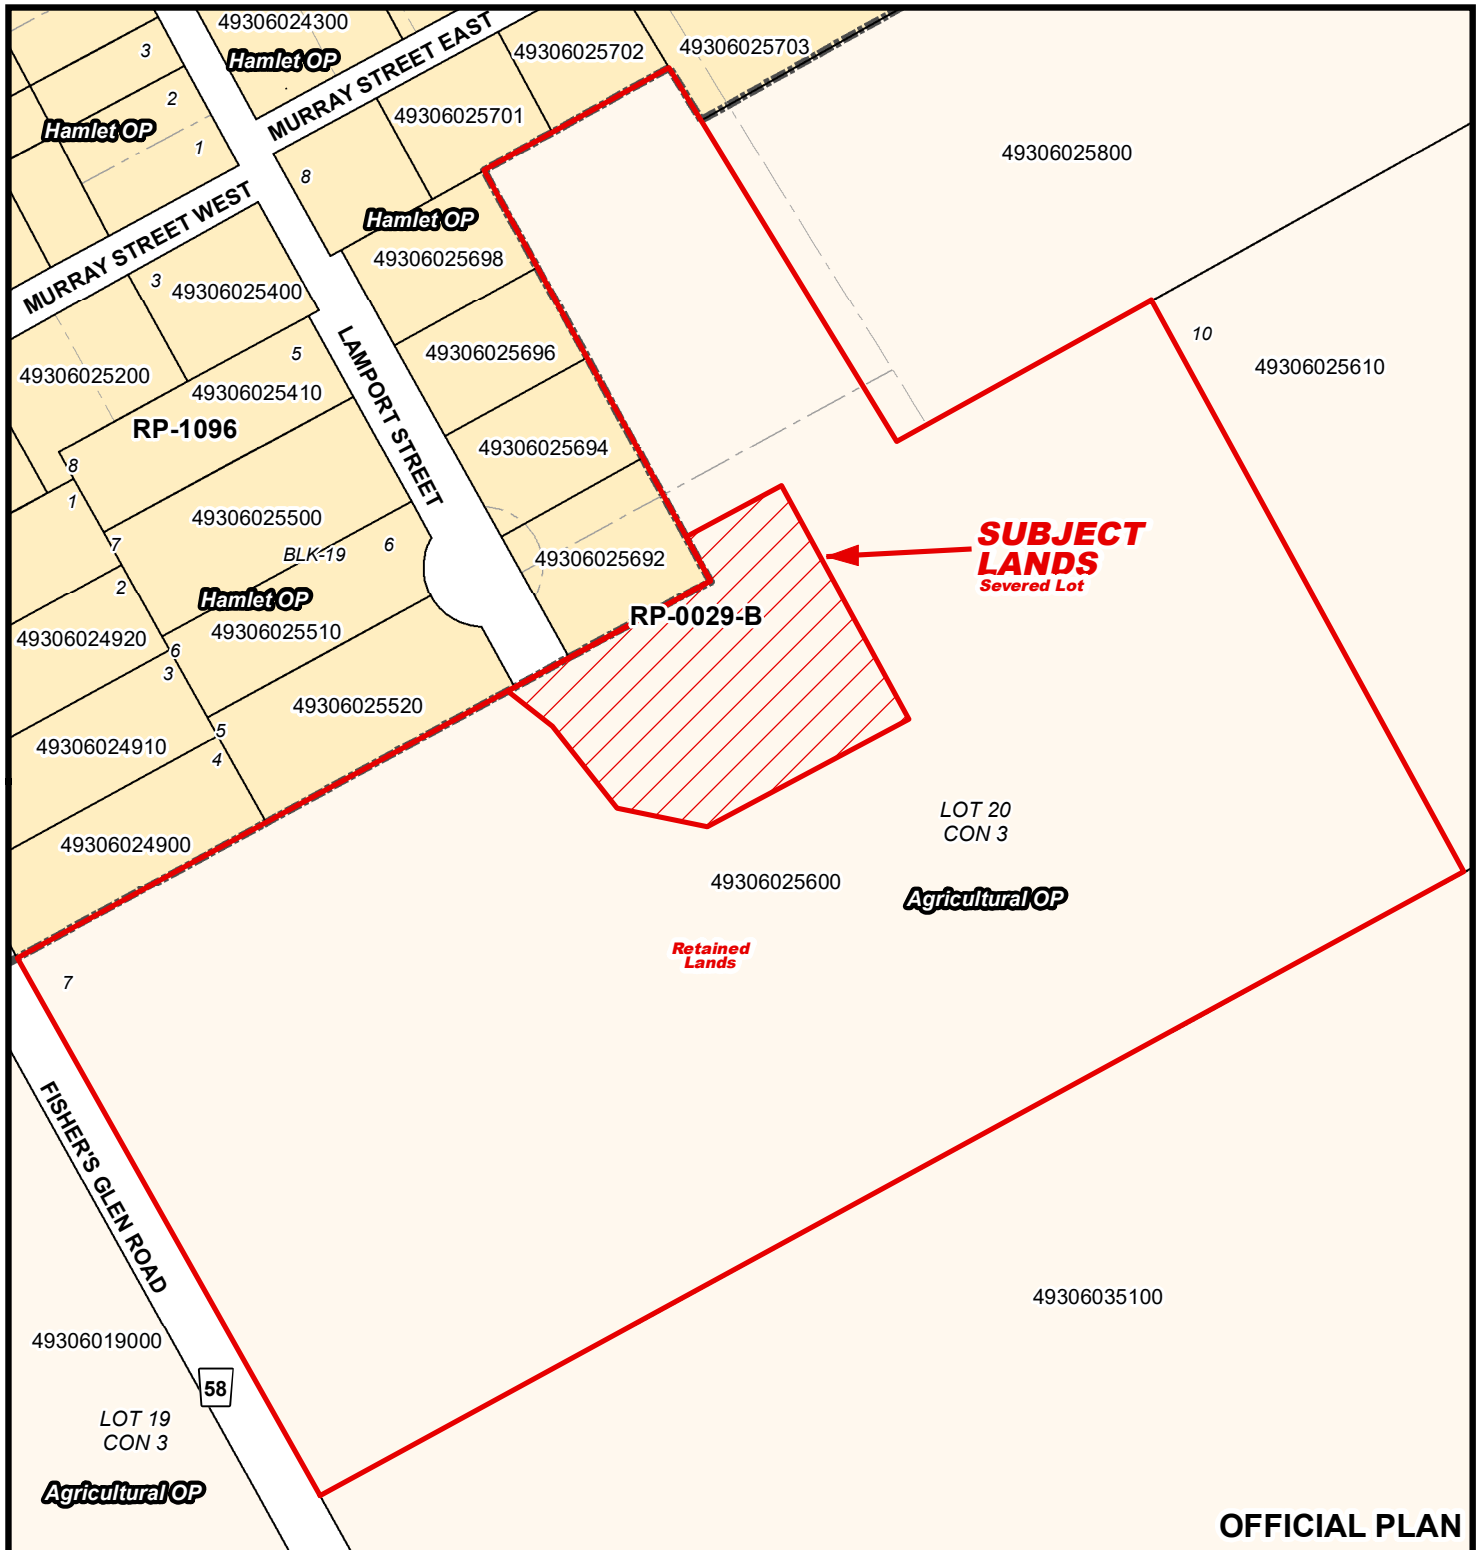 49306024300
Hamlet OP
MURRAY STREET EAST
49306025702
49306025703
3
2
Hamlet OP
1
49306025701
8
49306025800
MURRAY STREET WEST
Hamlet OP
49306025698
3
49306025400
LAMPORT STREET
5
49306025696
10
49306025610
49306025200
49306025410
RP-1096
49306025694
8
1
49306025500
7
BLK-19
6
49306025692
SUBJECT
LANDS
Severed Lot
2
Hamlet OP
RP-0029-B
49306024920
49306025510
6
3
49306025520
5
4
49306024910
49306024900
LOT 20
CON 3
49306025600
Agricultural OP
Retained
Lands
7
FISHER'S GLEN ROAD
49306035100
49306019000
58
LOT 19
CON 3
Agricultural OP
OFFICIAL PLAN